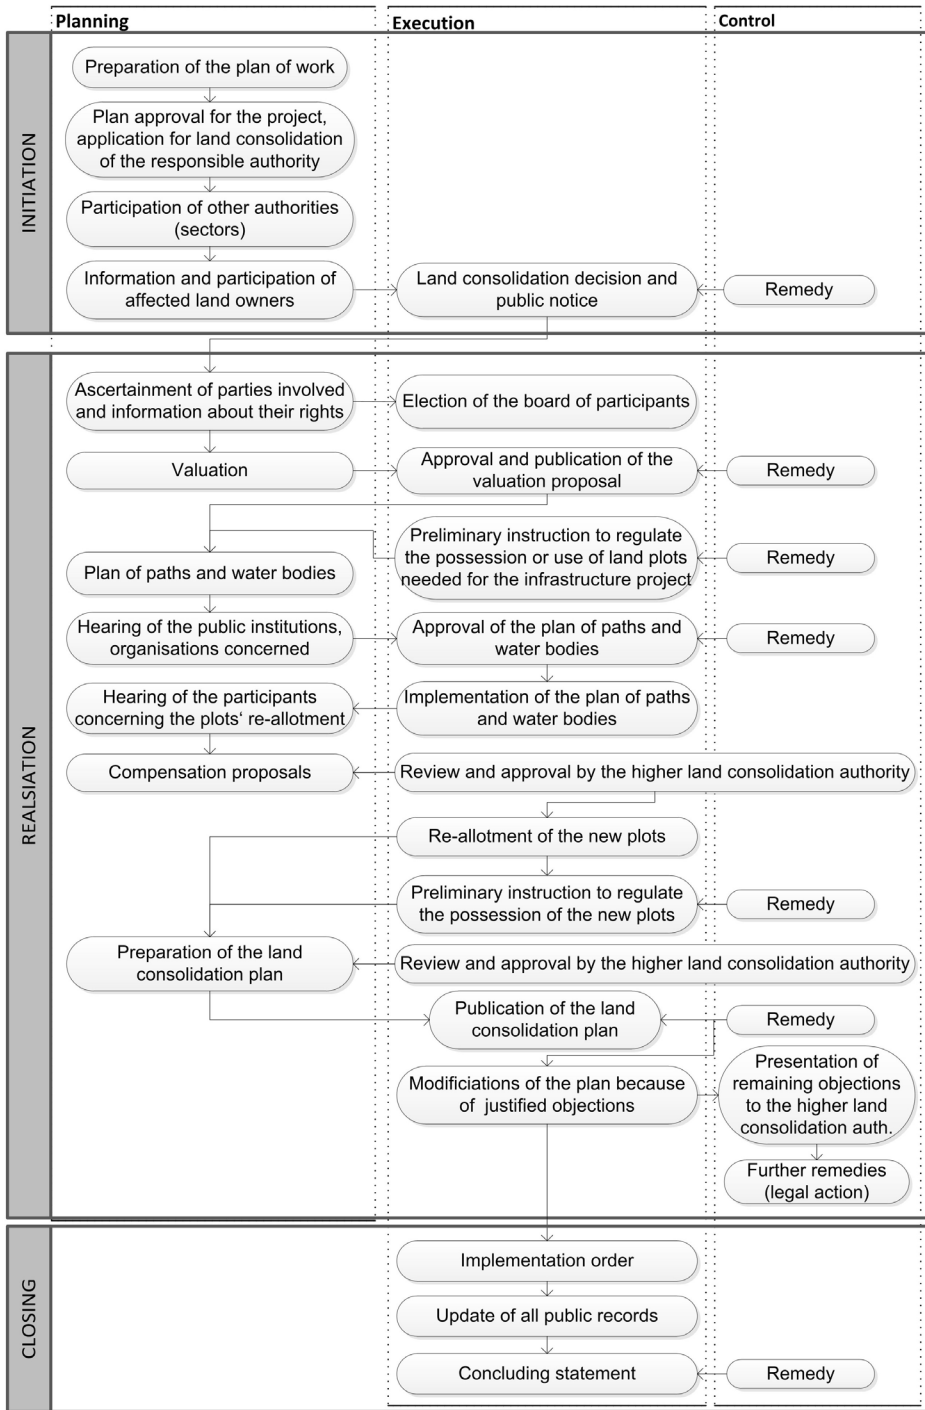 Planning
Execution
Control
INITIATION
Preparation of the plan of work
Plan approval for the project,
application for land consolidation
of the responsible authority
Participation of other authorities
(sectors)
Information and participation of
affected land owners
Land consolidation decision and
public notice
Remedy
REALSIATION
Ascertainment of parties involved
and information about their rights
Election of the board of participants
Valuation
Approval and publication of the
valuation proposal
Remedy
Preliminary instruction to regulate
the possession or use of land plots
needed for the infrastructure project
Remedy
Plan of paths and water bodies
Hearing of the public institutions,
organisations concerned
Approval of the plan of paths and
water bodies
Remedy
Hearing of the participants
concerning the plots‘ re-allotment
Implementation of the plan of paths
and water bodies
Compensation proposals
Review and approval by the higher land consolidation authority
Re-allotment of the new plots
Preliminary instruction to regulate
the possession of the new plots
Remedy
Preparation of the land
consolidation plan
Review and approval by the higher land consolidation authority
Publication of the land
consolidation plan
Remedy
Modificiations of the plan because
of justified objections
Presentation of
remaining objections
to the higher land
consolidation auth.
Further remedies
(legal action)
CLOSING
Implementation order
Update of all public records
Concluding statement
Remedy